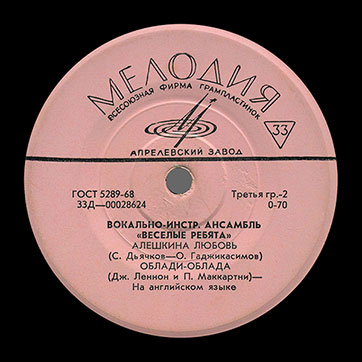 МЕЛОДИЯ
ВСЕСОЮЗНАЯ ФИРМА ГРАМПЛАСТИНОК
33
АПРЕЛЕВСКИЙ ЗАВОД
ГОСТ 5289-68
Третья гр.-2
33Д—00028624
0-70
ВОКАЛЬНО-ИНСТР. АНСАМБЛЬ
«ВЕСЕЛЫЕ РЕБЯТА»
АЛЕШКИНА ЛЮБОВЬ
(С. Дьячков—О. Гаджикасимов)
ОБЛАДИ-ОБЛАДА
(Дж. Леннон и П. Маккартни)—
На английском языке